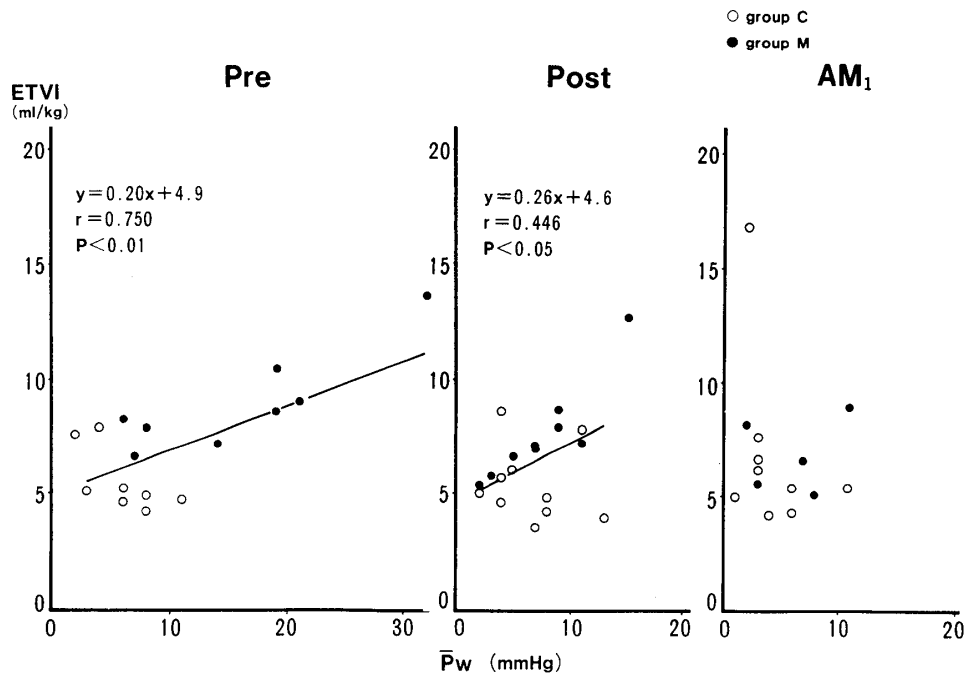 ○ group C
● group M
Pre
Post
AM₁
ETVI
(ml/kg)
20
15
10
5
0
y=0.20x+4.9
r=0.750
P<0.01
0
10
20
30
20
15
10
5
0
y=0.26x+4.6
r=0.446
P<0.05
0
10
20
20
15
10
5
0
0
10
20
P̅w (mmHg)